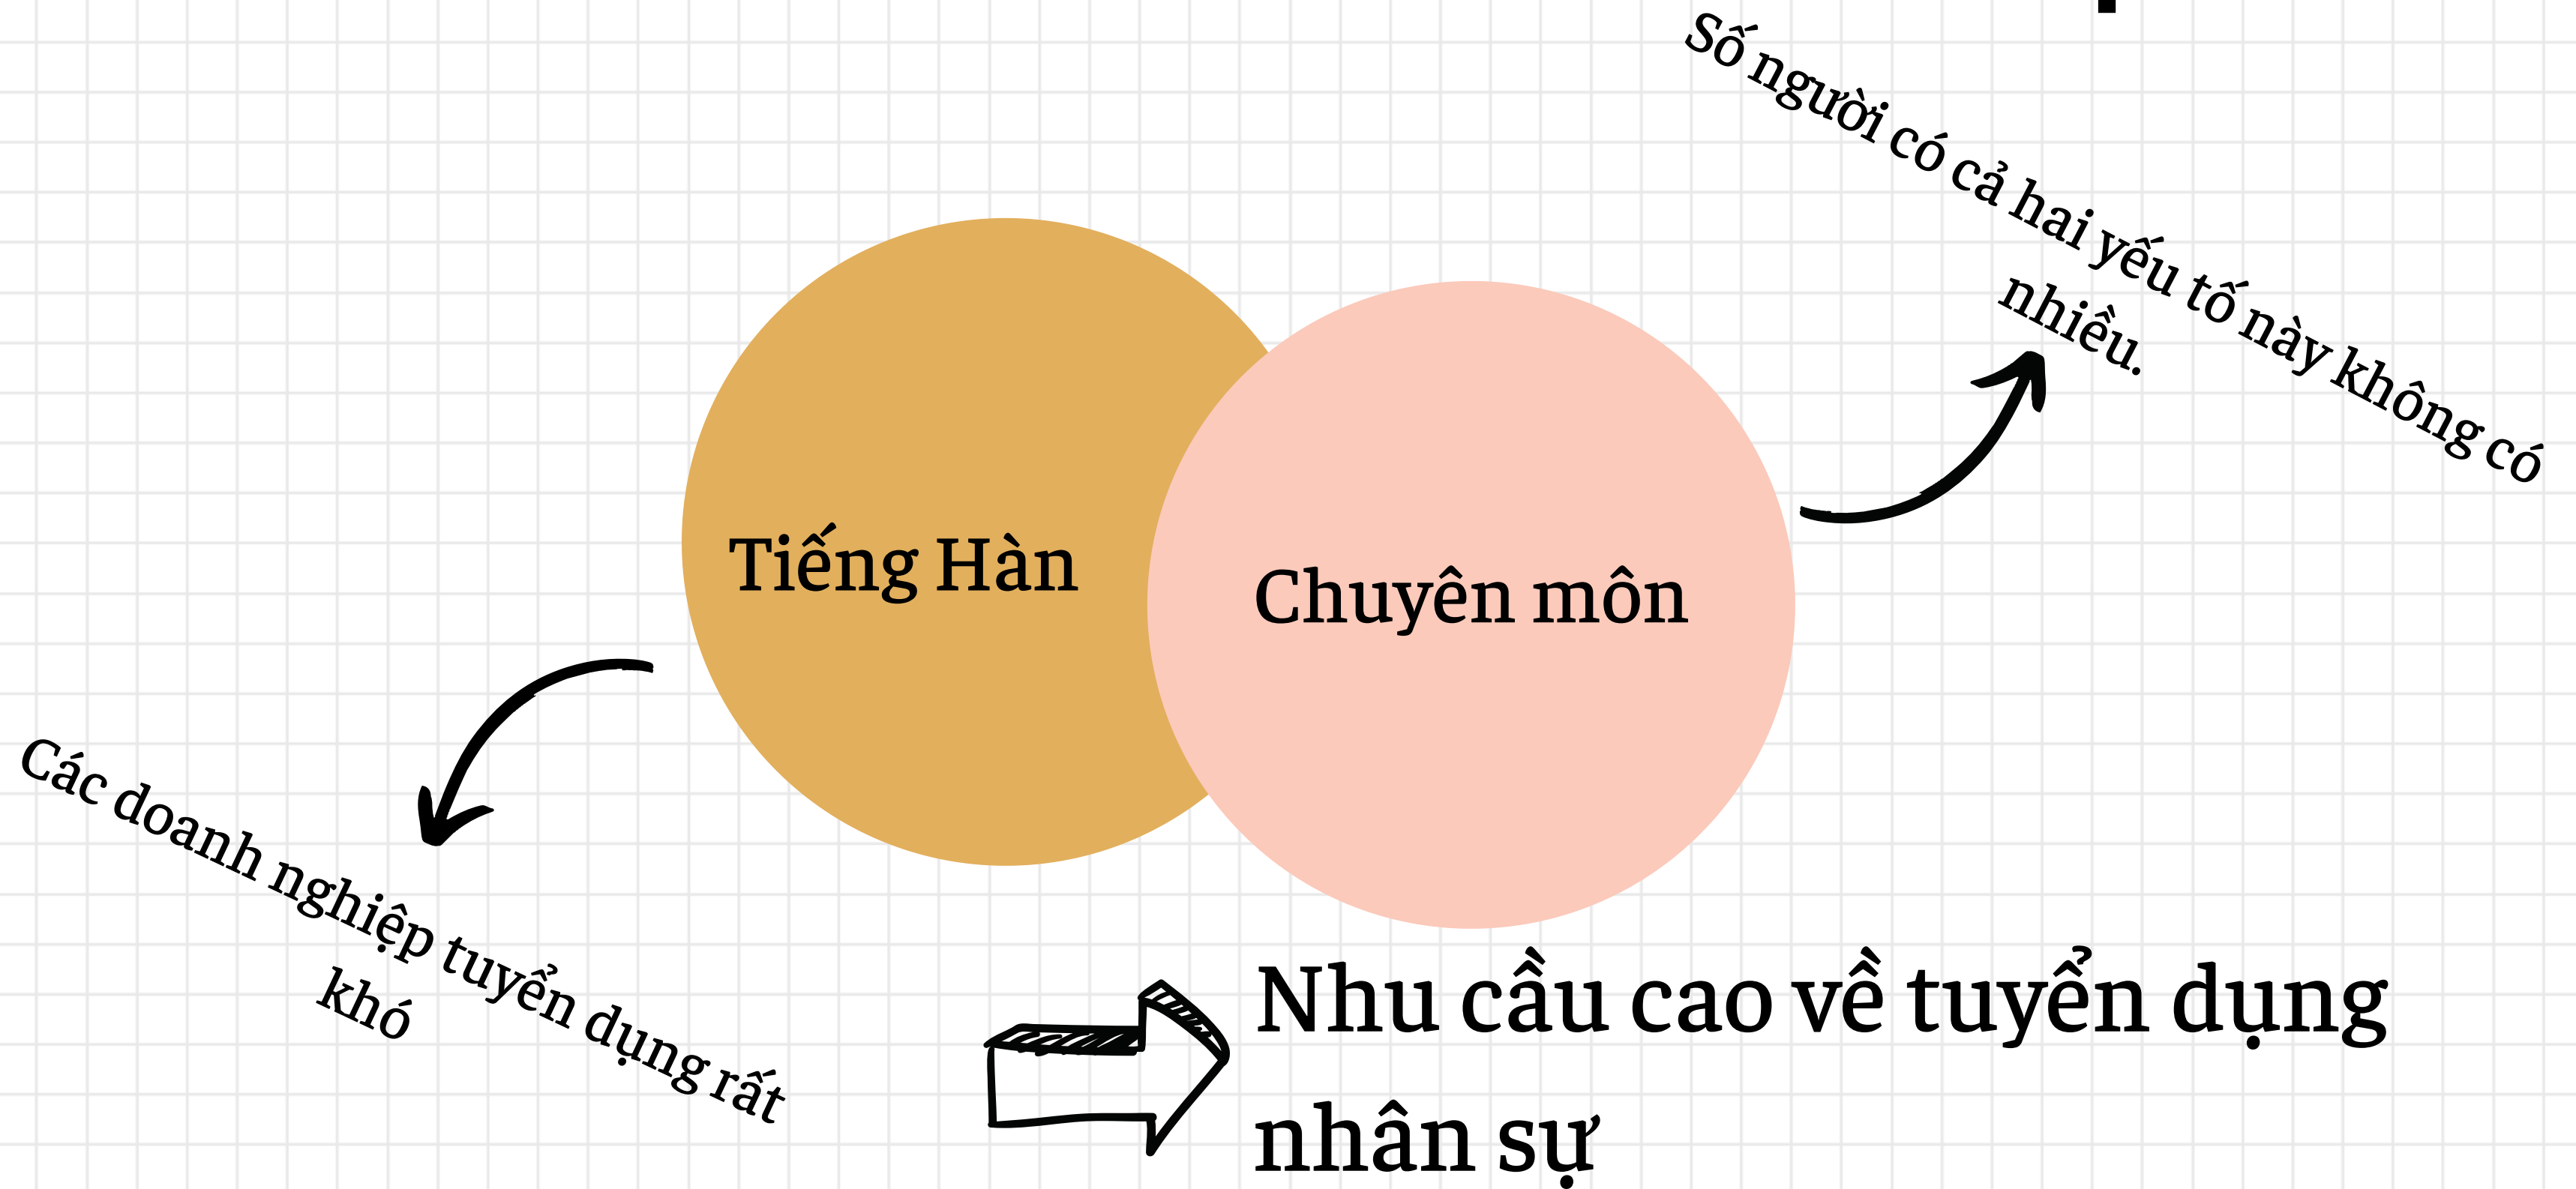 Số người có cả hai yếu tố này không có
nhiều.
Tiếng Hàn
Chuyên môn
Các doanh nghiệp tuyển dụng rất
khó
Nhu cầu cao về tuyển dụng
nhân sự